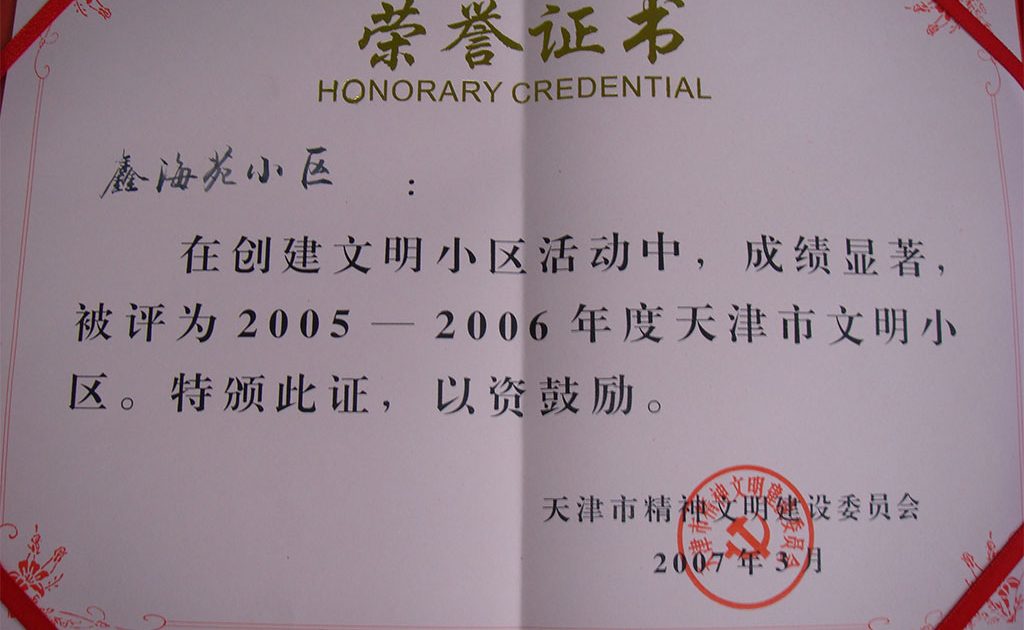 荣誉证书
HONORARY CREDENTIAL
鑫海苑小区 :
在创建文明小区活动中，成绩显著，
被评为2005—2006年度天津市文明小
区。特颁此证，以资鼓励。
天津市精神文明建设委员会
2007年3月
天津市精神文明建设委员会